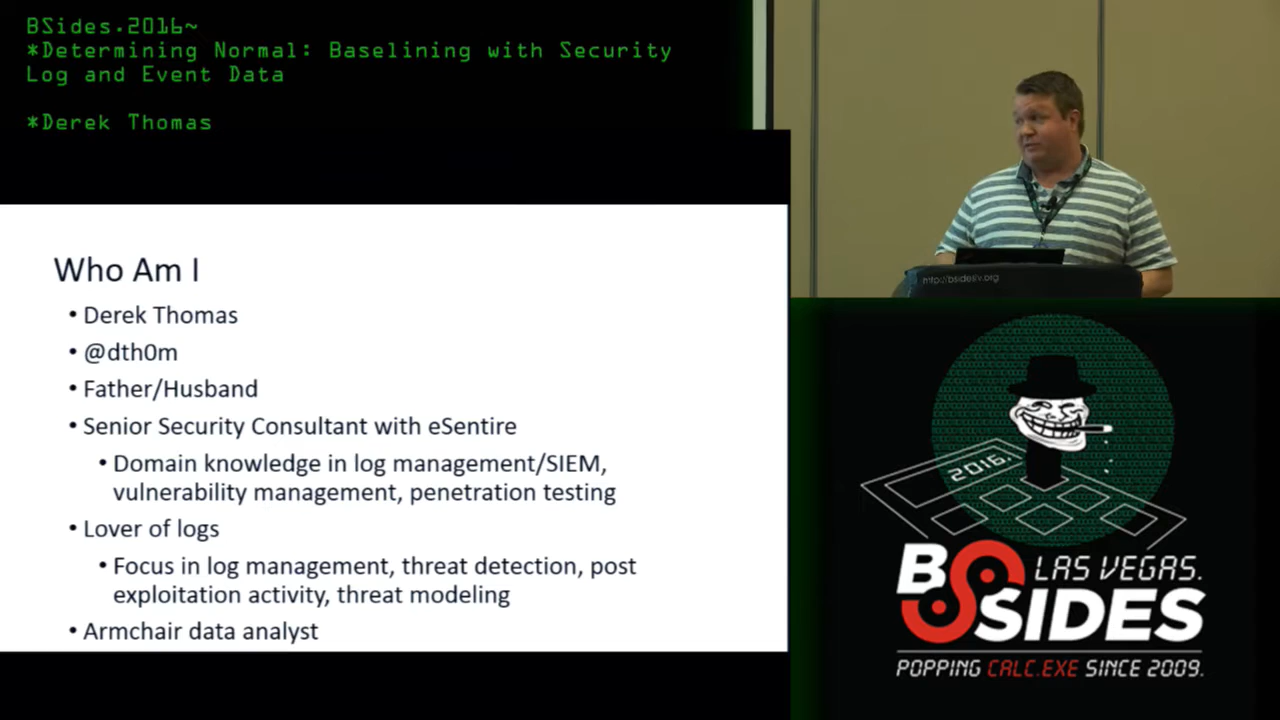 BSides.2016~
*Determining Normal: Baselining with Security
Log and Event Data
*Derek Thomas
Who Am I
• Derek Thomas
• @dth0m
• Father/Husband
• Senior Security Consultant with eSentire
• Domain knowledge in log management/SIEM,
vulnerability management, penetration testing
• Lover of logs
• Focus in log management, threat detection, post
exploitation activity, threat modeling
• Armchair data analyst
http://bsideslv.org
2016.
BSIDES
LAS VEGAS.
POPPING CALC.EXE SINCE 2009.